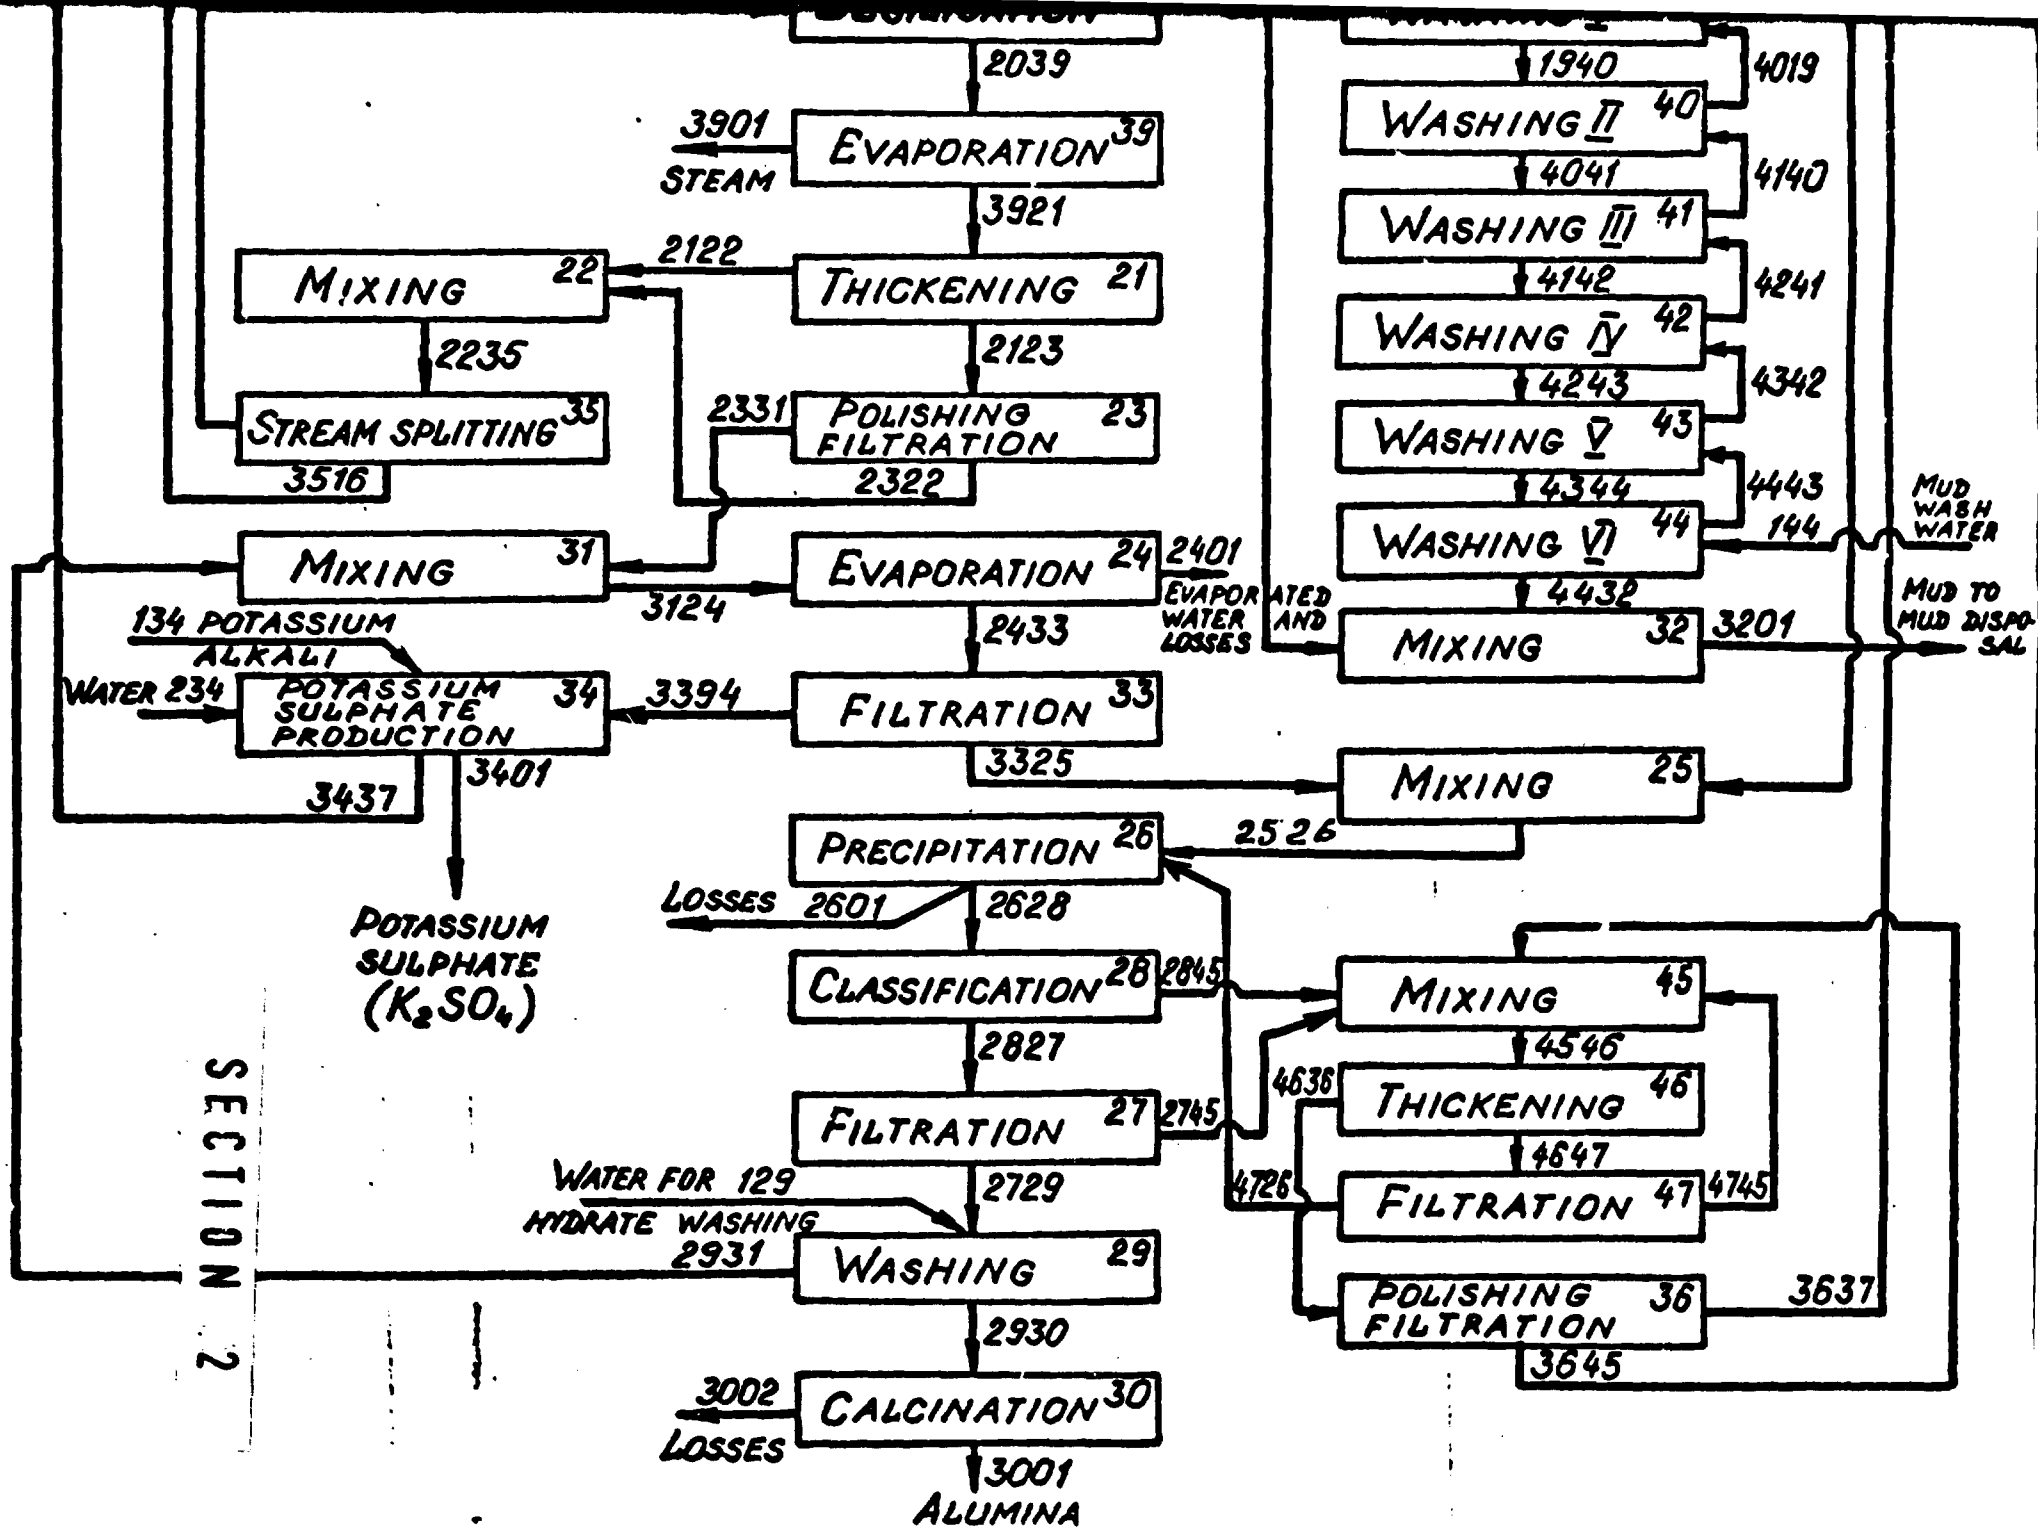 2039
1940
4019
3901
STEAM
EVAPORATION 39
WASHING II 40
4041
4140
3921
WASHING III 41
4142
4241
MIXING 22
2122
THICKENING 21
WASHING IV 42
4243
4342
2235
2123
STREAM SPLITTING 35
2331
POLISHING
FILTRATION 23
WASHING V 43
4344
4443
3516
2322
WASHING VI 44
144
MUD
WASH
WATER
4432
MIXING 31
3124
EVAPORATION 24
2401
EVAPORATED
WATER AND
LOSSES
MIXING 32
3201
MUD TO
MUD DISPO-
SAL
134 POTASSIUM
ALKALI
WATER 234
2433
POTASSIUM
SULPHATE
PRODUCTION 34
3394
FILTRATION 33
3325
3437
3401
MIXING 25
2526
PRECIPITATION 26
LOSSES 2601
2628
POTASSIUM
SULPHATE
(K2SO4)
CLASSIFICATION 28
2845
MIXING 45
4546
2827
THICKENING 46
4636
4647
FILTRATION 27
2745
FILTRATION 47
4726
4745
WATER FOR 129
HYDRATE WASHING
2729
2931
WASHING 29
POLISHING
FILTRATION 36
3637
3645
2930
3002
LOSSES
CALCINATION 30
3001
ALUMINA
SECTION 2